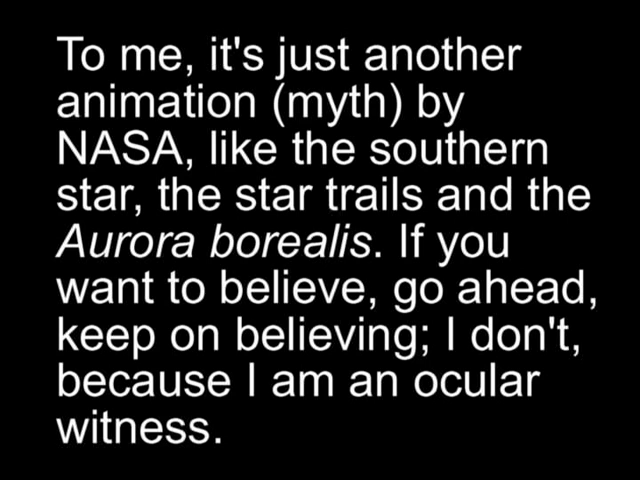 To me, it's just another
animation (myth) by
NASA, like the southern
star, the star trails and the
Aurora borealis. If you
want to believe, go ahead,
keep on believing; I don't,
because I am an ocular
witness.